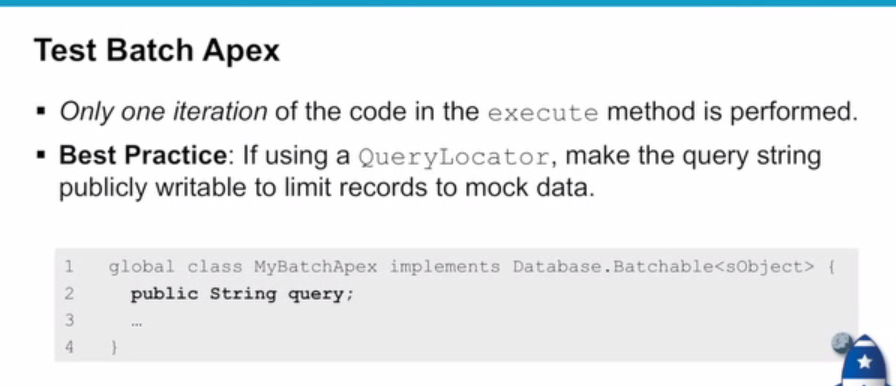 Test Batch Apex
▪ Only one iteration of the code in the execute method is performed.
▪ Best Practice: If using a QueryLocator, make the query string
publicly writable to limit records to mock data.
1 global class MyBatchApex implements Database.Batchable<sObject> {
2 public String query;
3 …
4 }